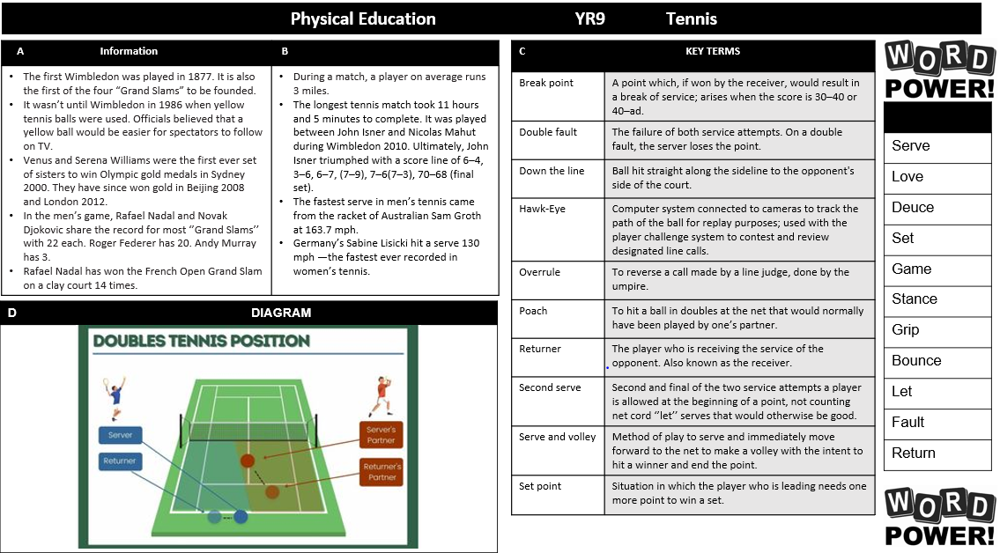 Physical Education YR9 Tennis
A Information
B
• The first Wimbledon was played in 1877. It is also
the first of the four “Grand Slams” to be founded.
• It wasn’t until Wimbledon in 1986 when yellow
tennis balls were used. Officials believed that a
yellow ball would be easier for spectators to follow
on TV.
• Venus and Serena Williams were the first ever set
of sisters to win Olympic gold medals in Sydney
2000. They have since won gold in Beijing 2008
and London 2012.
• In the men’s game, Rafael Nadal and Novak
Djokovic share the record for most “Grand Slams’’
with 22 each. Roger Federer has 20. Andy Murray
has 3.
• Rafael Nadal has won the French Open Grand Slam
on a clay court 14 times.
• During a match, a player on average runs
3 miles.
• The longest tennis match took 11 hours
and 5 minutes to complete. It was played
between John Isner and Nicolas Mahut
during Wimbledon 2010. Ultimately, John
Isner triumphed with a score line of 6–4,
3–6, 6–7, (7–9), 7–6(7–3), 70–68 (final
set).
• The fastest serve in men’s tennis came
from the racket of Australian Sam Groth
at 163.7 mph.
• Germany’s Sabine Lisicki hit a serve 130
mph —the fastest ever recorded in
women’s tennis.
D DIAGRAM
DOUBLES TENNIS POSITION
Server
Returner
Server's
Partner
Returner's
Partner
C KEY TERMS
Break point
A point which, if won by the receiver, would result in
a break of service; arises when the score is 30–40 or
40–ad.
Double fault
The failure of both service attempts. On a double
fault, the server loses the point.
Down the line
Ball hit straight along the sideline to the opponent's
side of the court.
Hawk-Eye
Computer system connected to cameras to track the
path of the ball for replay purposes; used with the
player challenge system to contest and review
designated line calls.
Overrule
To reverse a call made by a line judge, done by the
umpire.
Poach
To hit a ball in doubles at the net that would normally
have been played by one’s partner.
Returner
The player who is receiving the service of the
opponent. Also known as the receiver.
Second serve
Second and final of the two service attempts a player
is allowed at the beginning of a point, not counting
net cord ‘’let’’ serves that would otherwise be good.
Serve and volley
Method of play to serve and immediately move
forward to the net to make a volley with the intent to
hit a winner and end the point.
Set point
Situation in which the player who is leading needs one
more point to win a set.
WORD
POWER!
Serve
Love
Deuce
Set
Game
Stance
Grip
Bounce
Let
Fault
Return
WORD
POWER!